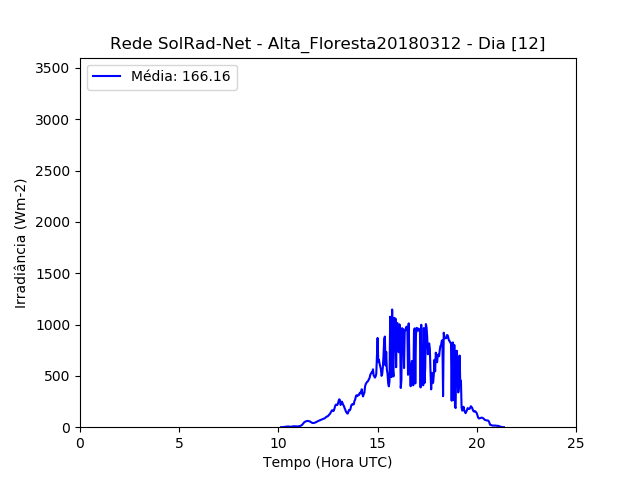 Rede SolRad-Net - Alta_Floresta20180312 - Dia [12]
Média: 166.16
3500
3000
2500
2000
1500
1000
500
0
Irradiância (Wm-2)
0 5 10 15 20 25
Tempo (Hora UTC)